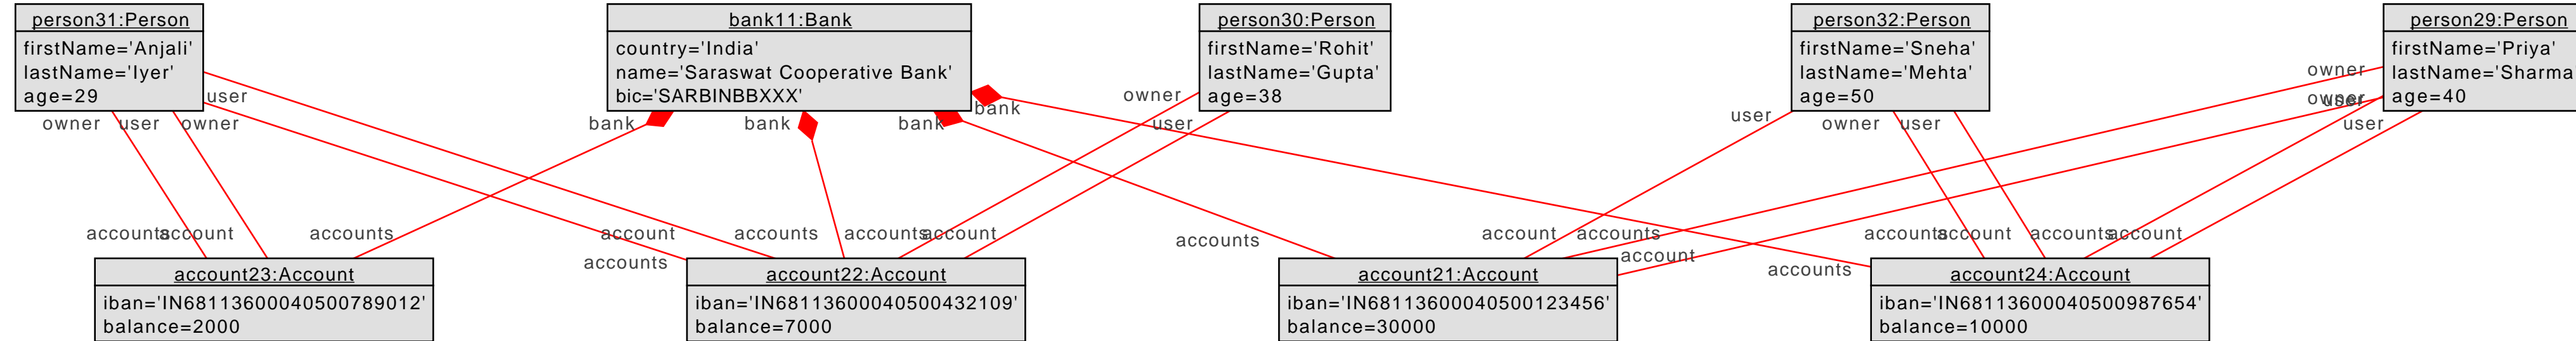 person31:Person
firstName='Anjali'
lastName='Iyer'
age=29
bank11:Bank
country='India'
name='Saraswat Cooperative Bank'
bic='SARBINBBXXX'
person30:Person
firstName='Rohit'
lastName='Gupta'
age=38
person32:Person
firstName='Sneha'
lastName='Mehta'
age=50
person29:Person
firstName='Priya'
lastName='Sharma
age=40
user
owner
user
owner
bank
bank
bank
bank
owner
user
user
owner
user
owner
owner
user
user
accounts
account
accounts
account
accounts
accounts
accounts
account
accounts
account
accounts
account
accounts
accounts
account
accounts
account
account23:Account
iban='IN68113600040500789012'
balance=2000
account22:Account
iban='IN68113600040500432109'
balance=7000
account21:Account
iban='IN68113600040500123456'
balance=30000
account24:Account
iban='IN68113600040500987654'
balance=10000